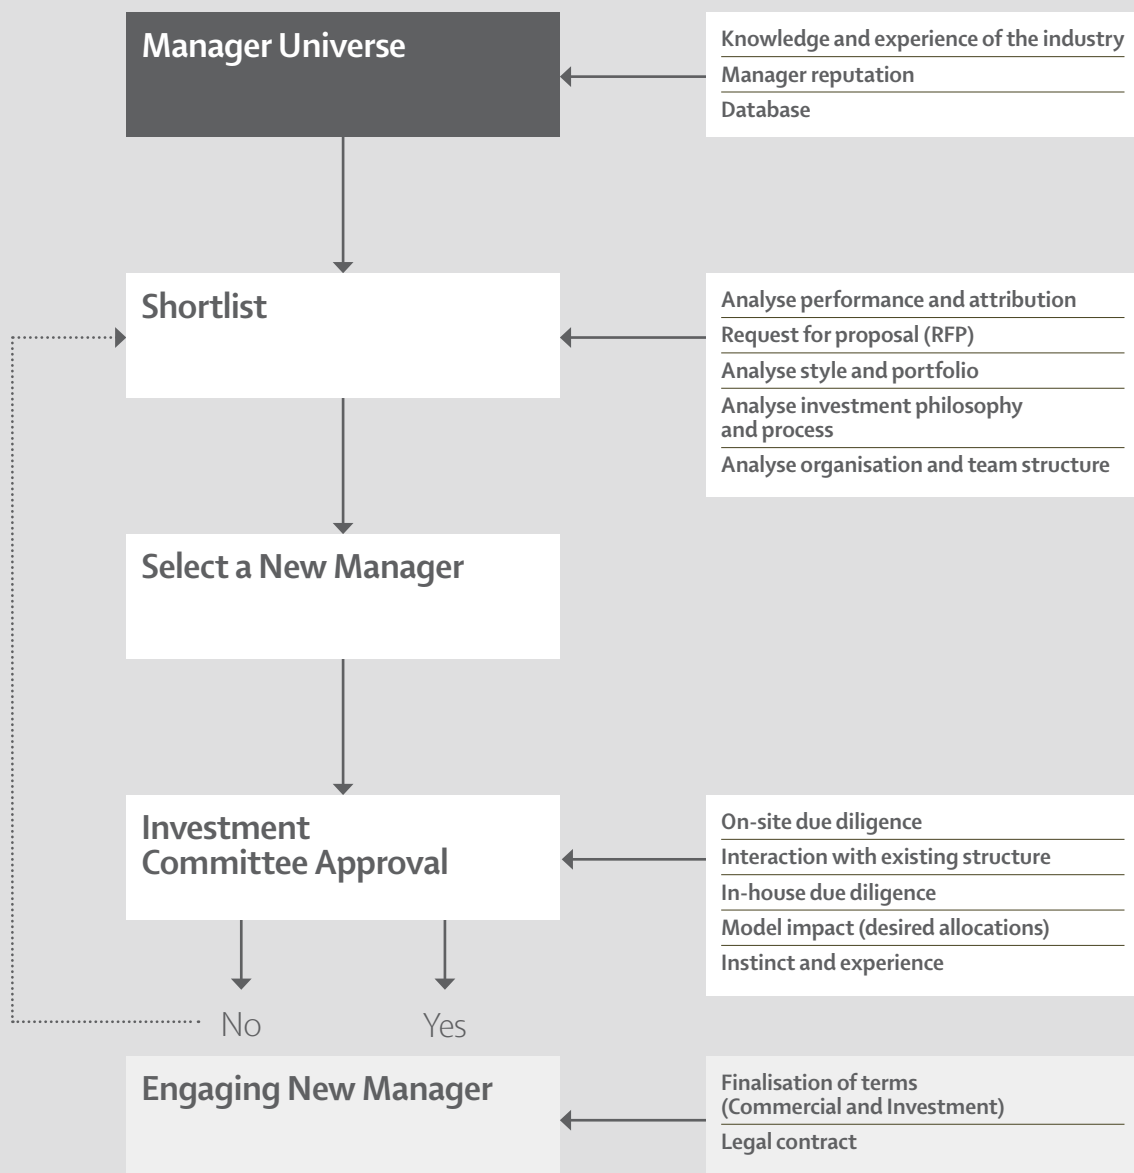 Manager Universe
Knowledge and experience of the industry
Manager reputation
Database
Shortlist
Analyse performance and attribution
Request for proposal (RFP)
Analyse style and portfolio
Analyse investment philosophy
and process
Analyse organisation and team structure
Select a New Manager
Investment
Committee Approval
On-site due diligence
Interaction with existing structure
In-house due diligence
Model impact (desired allocations)
Instinct and experience
No
Yes
Engaging New Manager
Finalisation of terms
(Commercial and Investment)
Legal contract